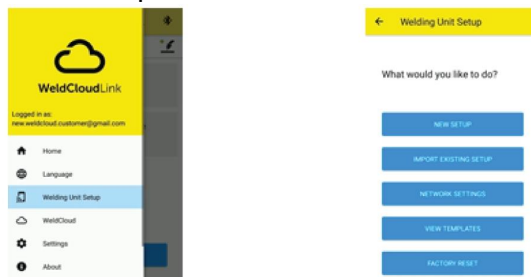 WeldCloudLink
Logged in as:
new.weldcloud.customer@gmail.com
Home
Language
Welding Unit Setup
WeldCloud
Settings
About
Welding Unit Setup
What would you like to do?
NEW SETUP
IMPORT EXISTING SETUP
NETWORK SETTINGS
VIEW TEMPLATES
FACTORY RESET